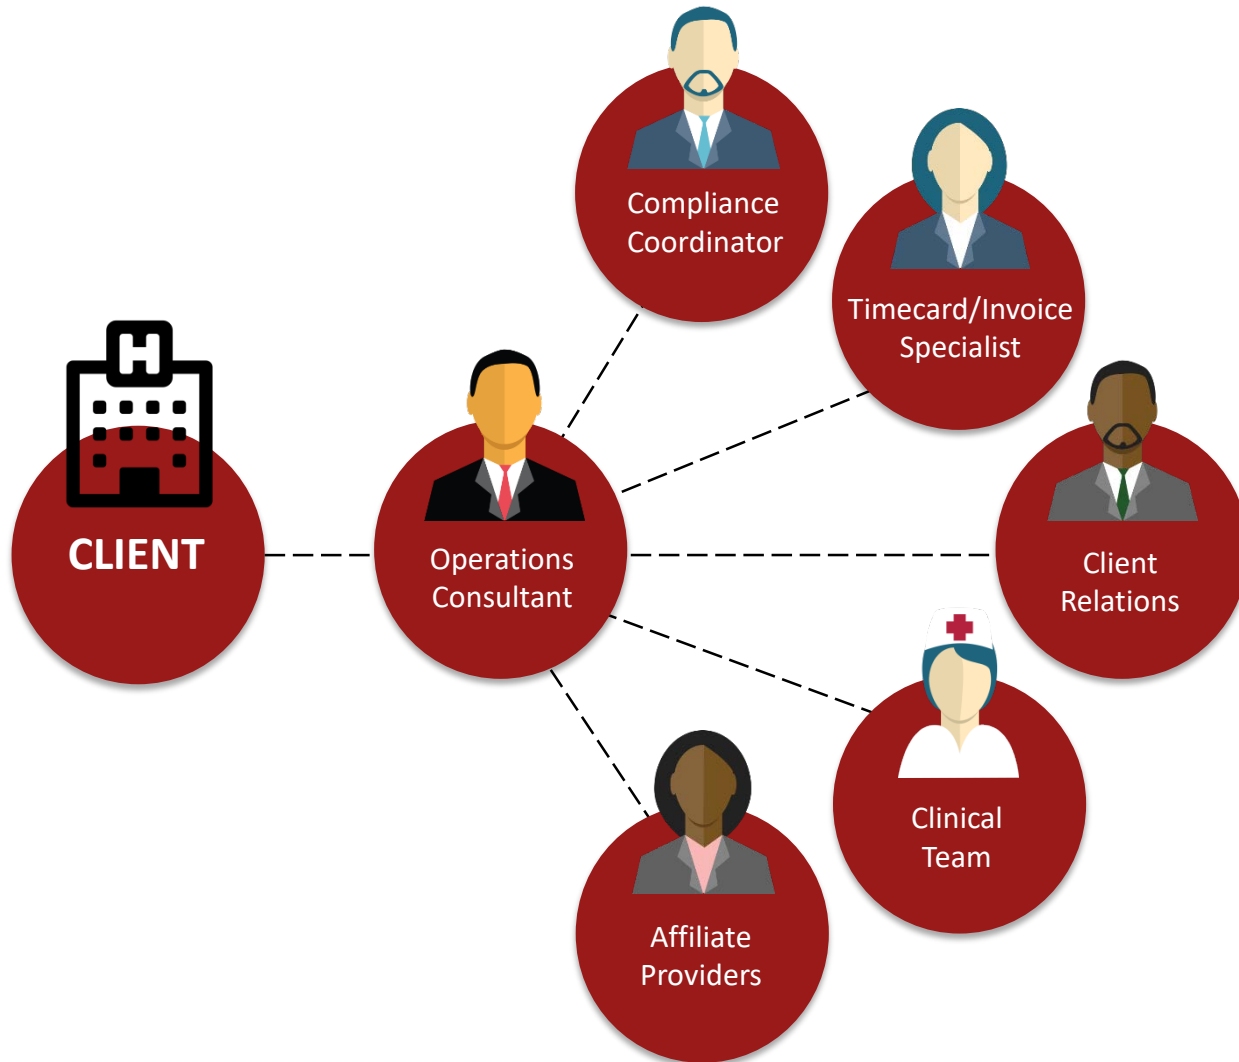 Compliance
Coordinator
Timecard/Invoice
Specialist
H
CLIENT
Operations
Consultant
Client
Relations
Clinical
Team
Affiliate
Providers